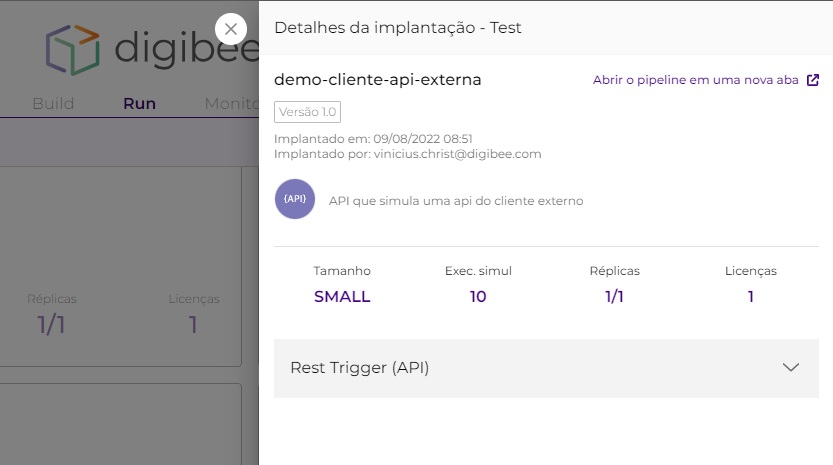 digibee
Build
Run
Monito
Réplicas
1/1
Licenças
1
Detalhes da implantação - Test
demo-cliente-api-externa
Abrir o pipeline em uma nova aba
Versão 1.0
Implantado em: 09/08/2022 08:51
Implantado por: vinicius.christ@digibee.com
{API}
API que simula uma api do cliente externo
Tamanho
Exec. simul
Réplicas
Licenças
SMALL
10
1/1
1
Rest Trigger (API)